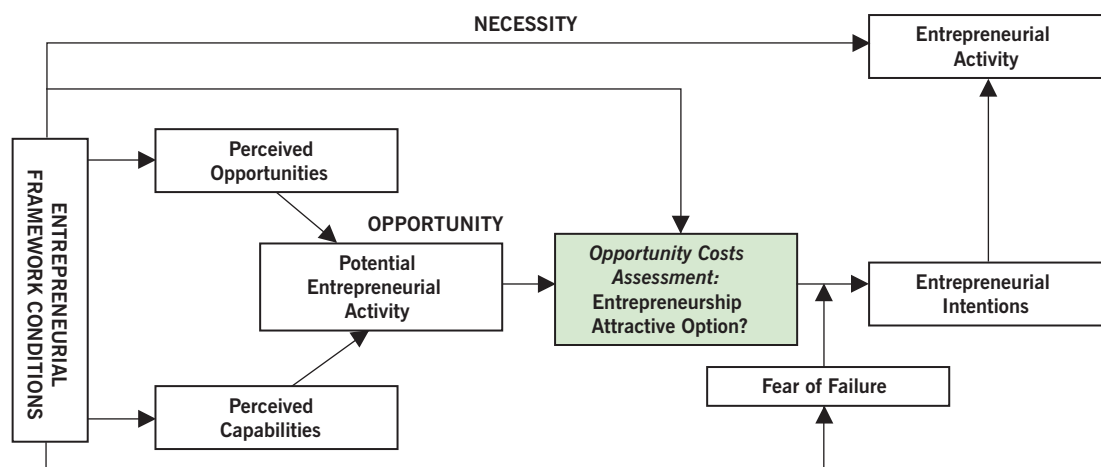 NECESSITY
Entrepreneurial
Activity
ENTREPRENEURIAL
FRAMEWORK CONDITIONS
Perceived
Opportunities
OPPORTUNITY
Potential
Entrepreneurial
Activity
Opportunity Costs
Assessment:
Entrepreneurship
Attractive Option?
Entrepreneurial
Intentions
Fear of Failure
Perceived
Capabilities